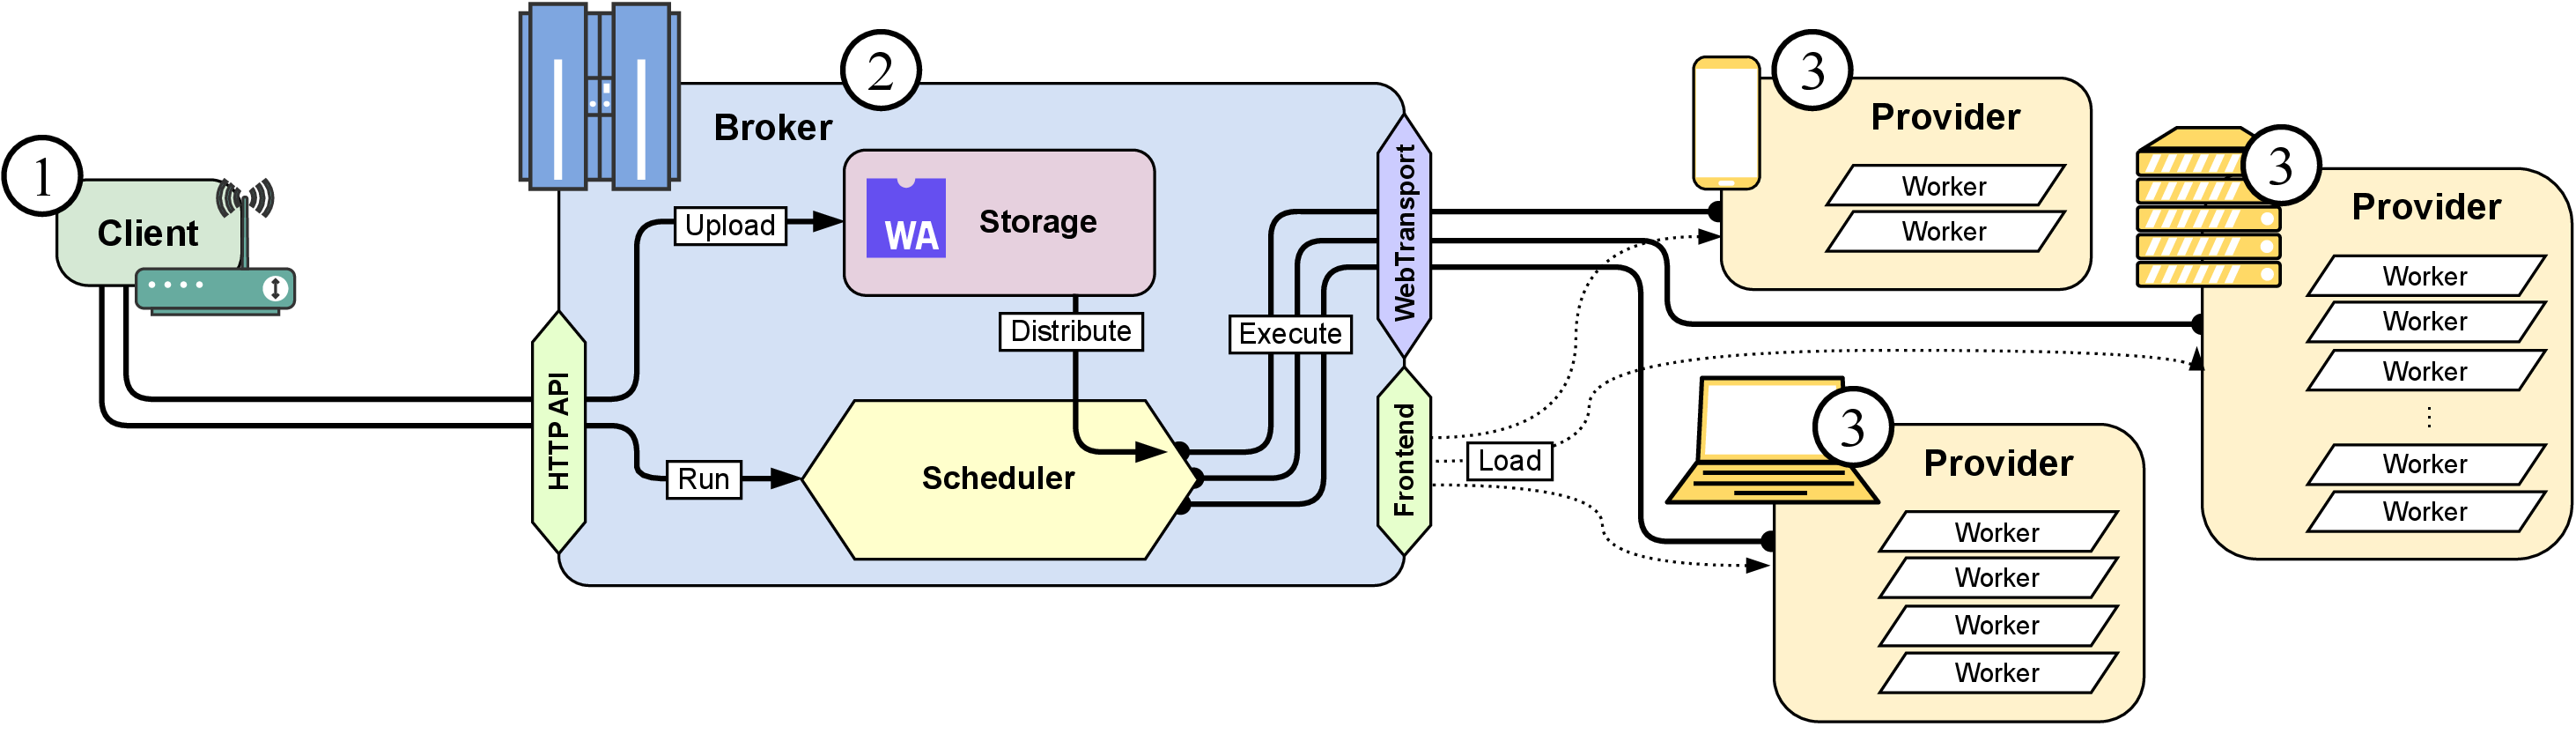 1
Client
2
Broker
HTTP API
Upload
WA
Storage
Distribute
Run
Scheduler
Execute
WebTransport
Frontend
Load
3
Provider
Worker
Worker
3
Provider
Worker
Worker
Worker
⋮
Worker
Worker
3
Provider
Worker
Worker
Worker
Worker